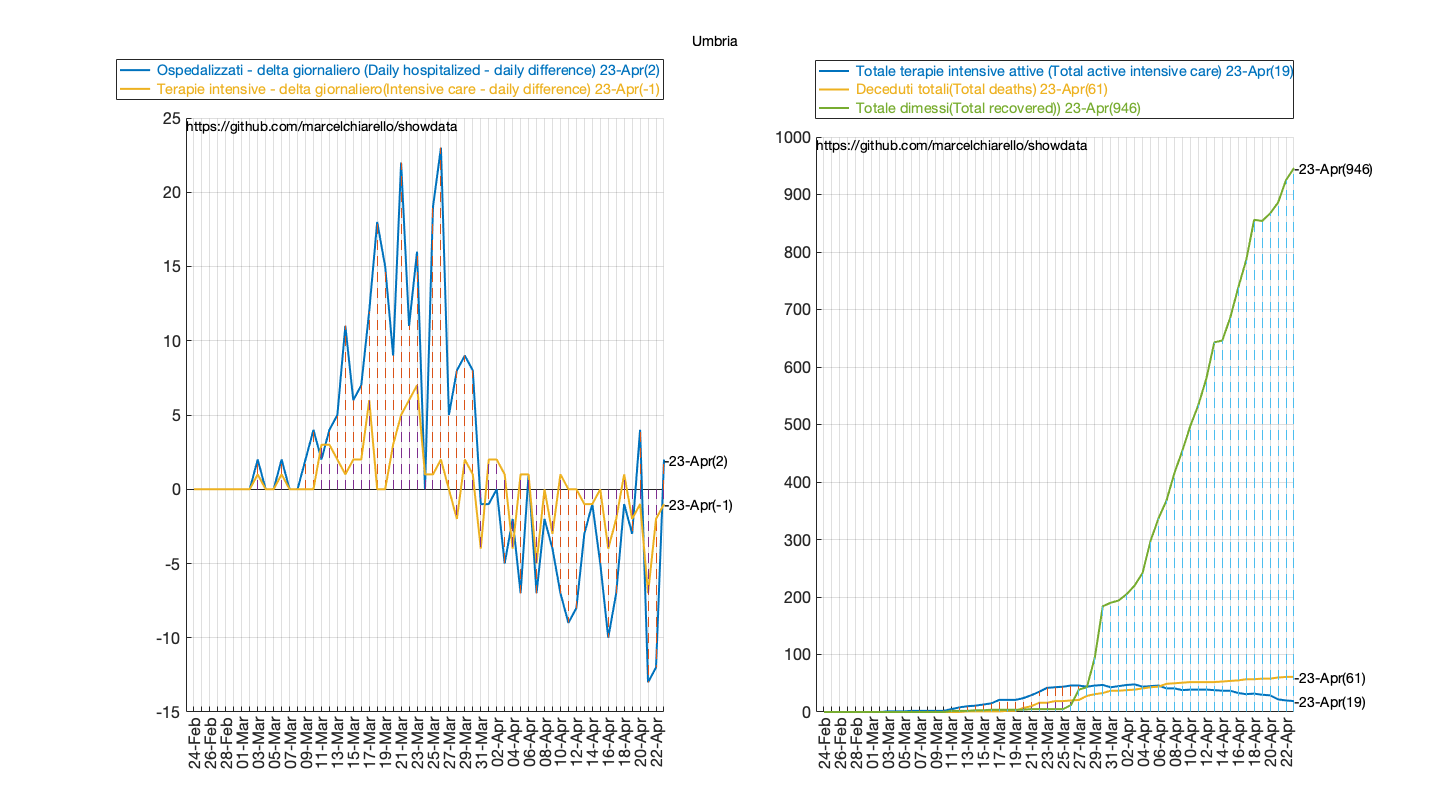 Umbria
Ospedalizzati - delta giornaliero (Daily hospitalized - daily difference) 23-Apr(2)
Terapie intensive - delta giornaliero(Intensive care - daily difference) 23-Apr(-1)
https://github.com/marcelchiarello/showdata
25
20
15
10
5
0
-5
-10
-15
-23-Apr(2)
-23-Apr(-1)
24-Feb
26-Feb
28-Feb
01-Mar
03-Mar
05-Mar
07-Mar
09-Mar
11-Mar
13-Mar
15-Mar
17-Mar
19-Mar
21-Mar
23-Mar
25-Mar
27-Mar
29-Mar
31-Mar
02-Apr
04-Apr
06-Apr
08-Apr
10-Apr
12-Apr
14-Apr
16-Apr
18-Apr
20-Apr
22-Apr
Totale terapie intensive attive (Total active intensive care) 23-Apr(19)
Deceduti totali(Total deaths) 23-Apr(61)
Totale dimessi(Total recovered)) 23-Apr(946)
https://github.com/marcelchiarello/showdata
1000
900
800
700
600
500
400
300
200
100
0
-23-Apr(946)
-23-Apr(61)
-23-Apr(19)
24-Feb
26-Feb
28-Feb
01-Mar
03-Mar
05-Mar
07-Mar
09-Mar
11-Mar
13-Mar
15-Mar
17-Mar
19-Mar
21-Mar
23-Mar
25-Mar
27-Mar
29-Mar
31-Mar
02-Apr
04-Apr
06-Apr
08-Apr
10-Apr
12-Apr
14-Apr
16-Apr
18-Apr
20-Apr
22-Apr